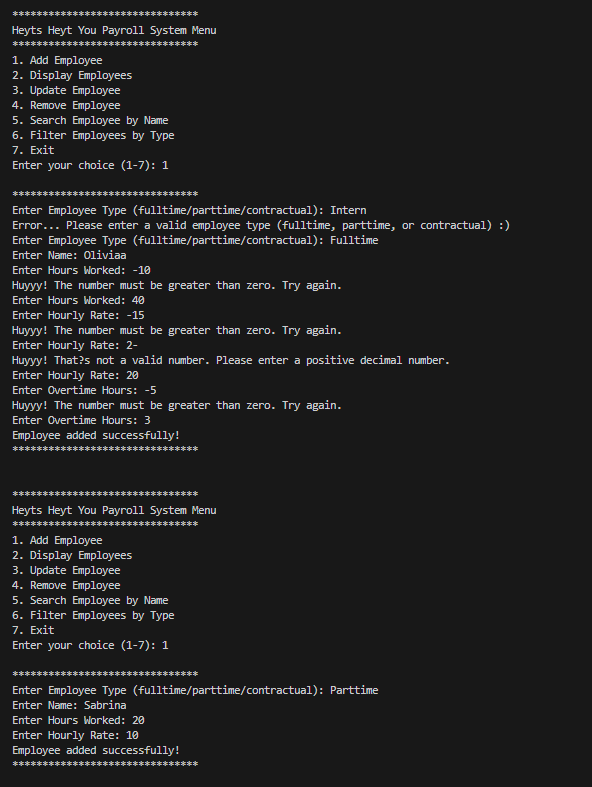 *******************************
Heyts Heyt You Payroll System Menu
*******************************
1. Add Employee
2. Display Employees
3. Update Employee
4. Remove Employee
5. Search Employee by Name
6. Filter Employees by Type
7. Exit
Enter your choice (1-7): 1
*******************************
Enter Employee Type (fulltime/parttime/contractual): Intern
Error... Please enter a valid employee type (fulltime, parttime, or contractual) :)
Enter Employee Type (fulltime/parttime/contractual): Fulltime
Enter Name: Oliviaa
Enter Hours Worked: -10
Huyyy! The number must be greater than zero. Try again.
Enter Hours Worked: 40
Enter Hourly Rate: -15
Huyyy! The number must be greater than zero. Try again.
Enter Hourly Rate: 2-
Huyyy! That?s not a valid number. Please enter a positive decimal number.
Enter Hourly Rate: 20
Enter Overtime Hours: -5
Huyyy! The number must be greater than zero. Try again.
Enter Overtime Hours: 3
Employee added successfully!
*******************************
*******************************
Heyts Heyt You Payroll System Menu
*******************************
1. Add Employee
2. Display Employees
3. Update Employee
4. Remove Employee
5. Search Employee by Name
6. Filter Employees by Type
7. Exit
Enter your choice (1-7): 1
*******************************
Enter Employee Type (fulltime/parttime/contractual): Parttime
Enter Name: Sabrina
Enter Hours Worked: 20
Enter Hourly Rate: 10
Employee added successfully!
*******************************